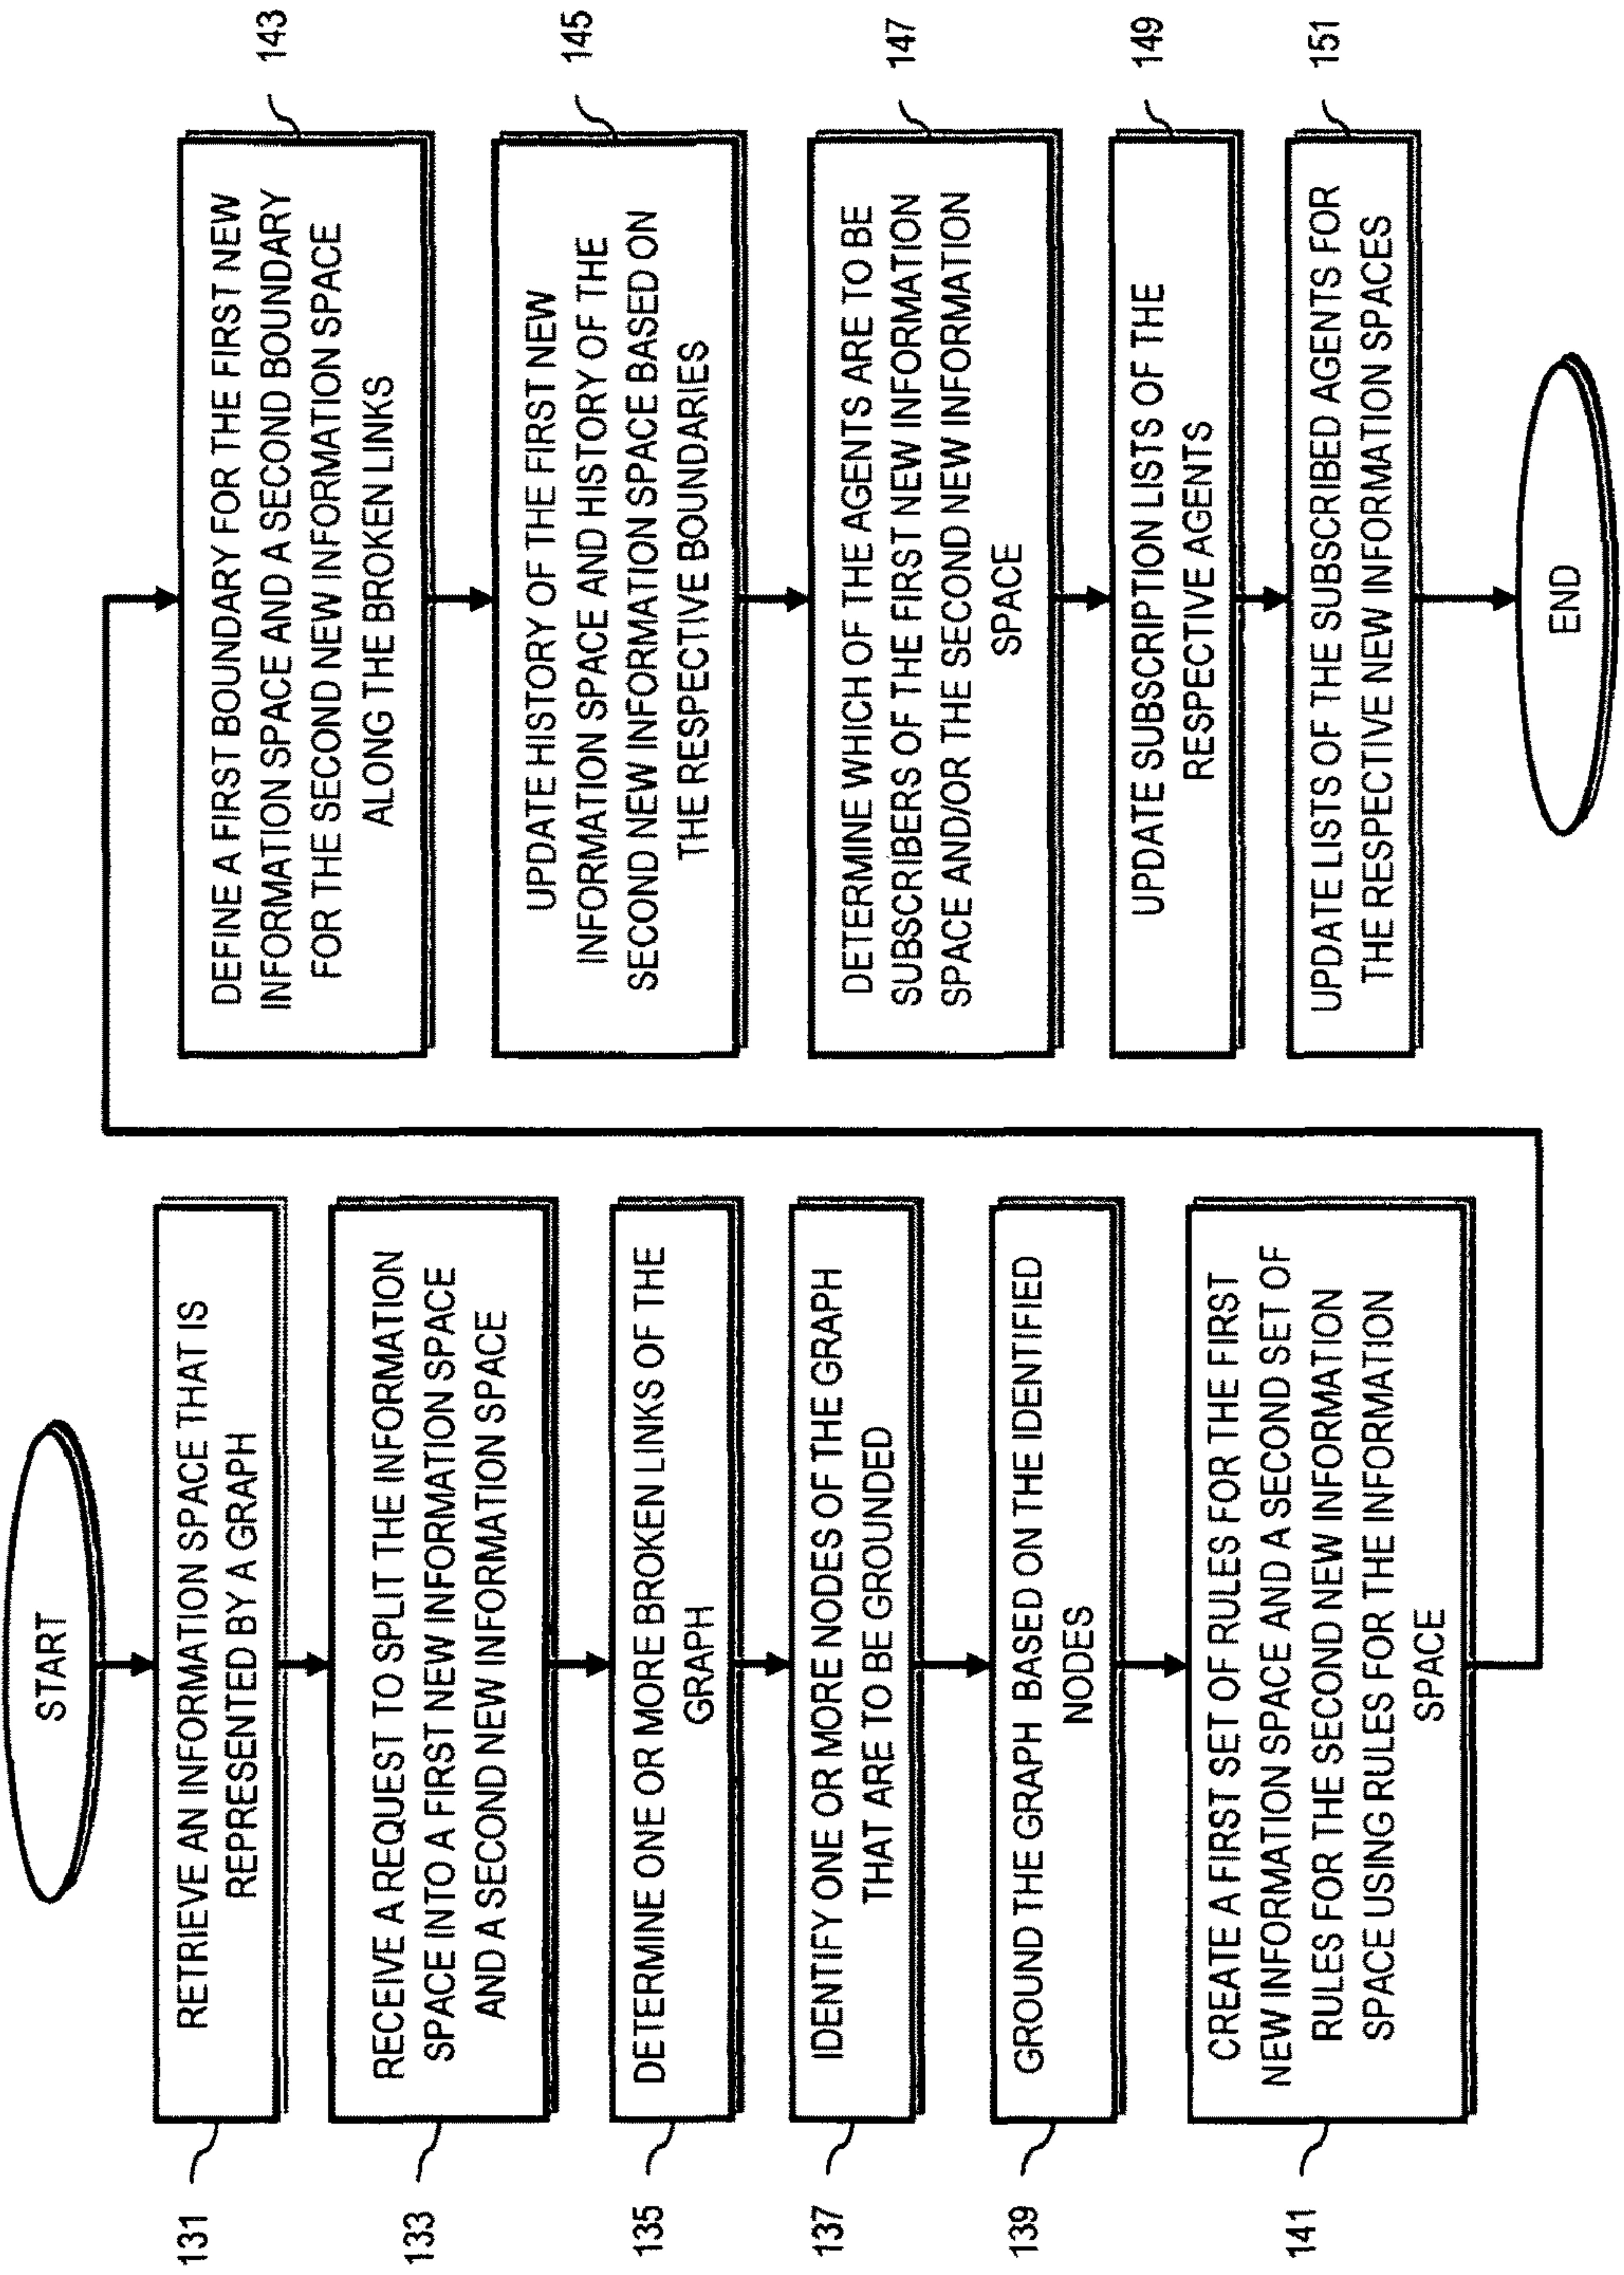 START
131
RETRIEVE AN INFORMATION SPACE THAT IS
REPRESENTED BY A GRAPH
133
RECEIVE A REQUEST TO SPLIT THE INFORMATION
SPACE INTO A FIRST NEW INFORMATION SPACE
AND A SECOND NEW INFORMATION SPACE
135
DETERMINE ONE OR MORE BROKEN LINKS OF THE
GRAPH
137
IDENTIFY ONE OR MORE NODES OF THE GRAPH
THAT ARE TO BE GROUNDED
139
GROUND THE GRAPH BASED ON THE IDENTIFIED
NODES
141
CREATE A FIRST SET OF RULES FOR THE FIRST
NEW INFORMATION SPACE AND A SECOND SET OF
RULES FOR THE SECOND NEW INFORMATION
SPACE USING RULES FOR THE INFORMATION
SPACE
143
DEFINE A FIRST BOUNDARY FOR THE FIRST NEW
INFORMATION SPACE AND A SECOND BOUNDARY
FOR THE SECOND NEW INFORMATION SPACE
ALONG THE BROKEN LINKS
145
UPDATE HISTORY OF THE FIRST NEW
INFORMATION SPACE AND HISTORY OF THE
SECOND NEW INFORMATION SPACE BASED ON
THE RESPECTIVE BOUNDARIES
147
DETERMINE WHICH OF THE AGENTS ARE TO BE
SUBSCRIBERS OF THE FIRST NEW INFORMATION
SPACE AND/OR THE SECOND NEW INFORMATION
SPACE
149
UPDATE SUBSCRIPTION LISTS OF THE
RESPECTIVE AGENTS
151
UPDATE LISTS OF THE SUBSCRIBED AGENTS FOR
THE RESPECTIVE NEW INFORMATION SPACES
END